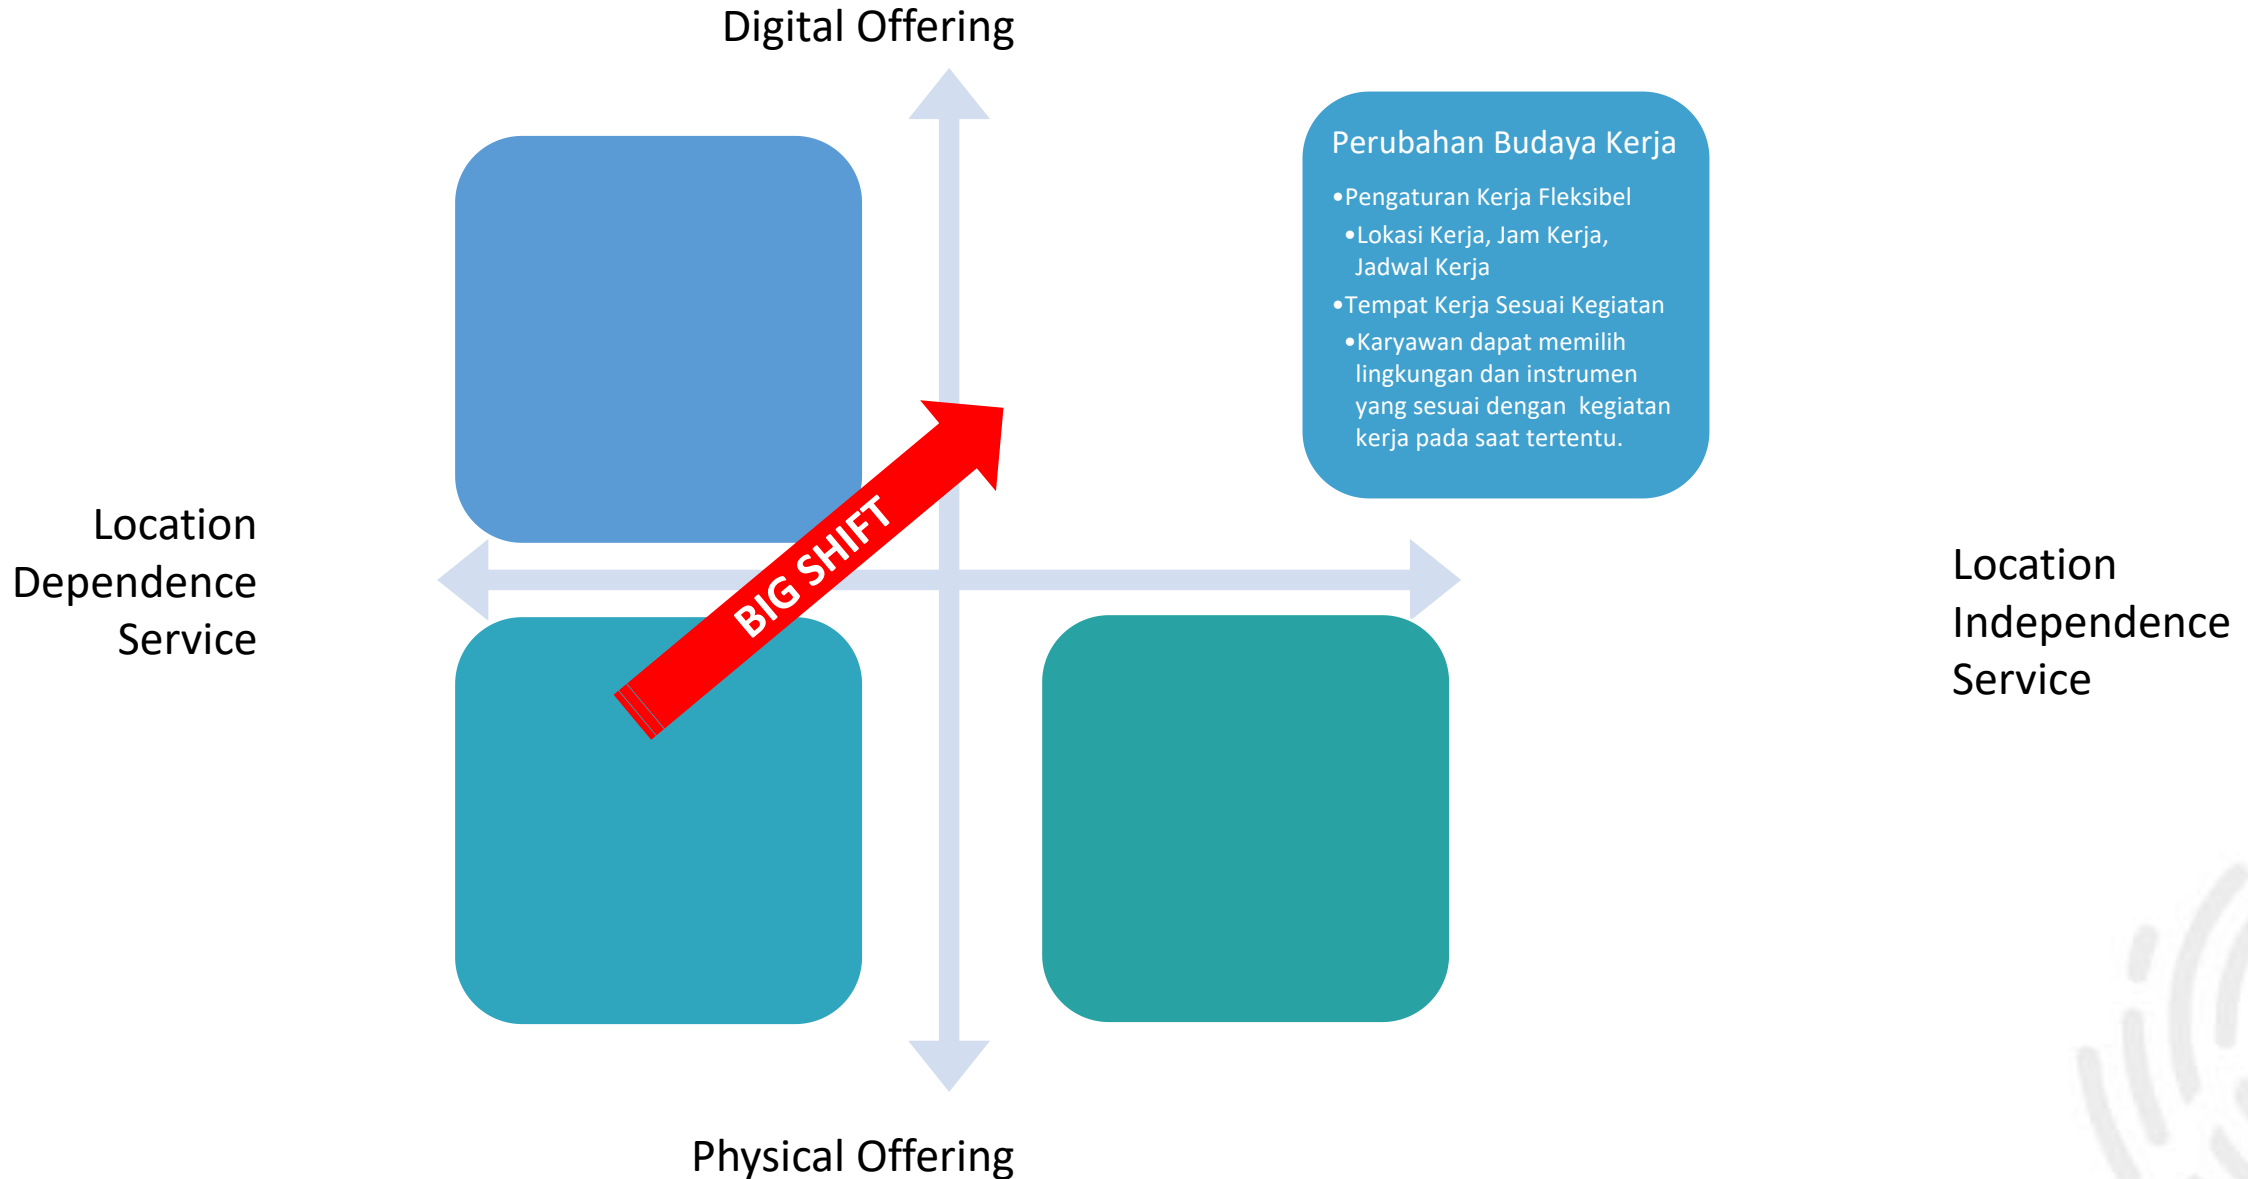 Digital Offering
Perubahan Budaya Kerja
•Pengaturan Kerja Fleksibel
•Lokasi Kerja, Jam Kerja,
Jadwal Kerja
•Tempat Kerja Sesuai Kegiatan
•Karyawan dapat memilih
lingkungan dan instrumen
yang sesuai dengan  kegiatan
kerja pada saat tertentu.
BIG SHIFT
Location
Dependence
Service
Location
Independence
Service
Physical Offering